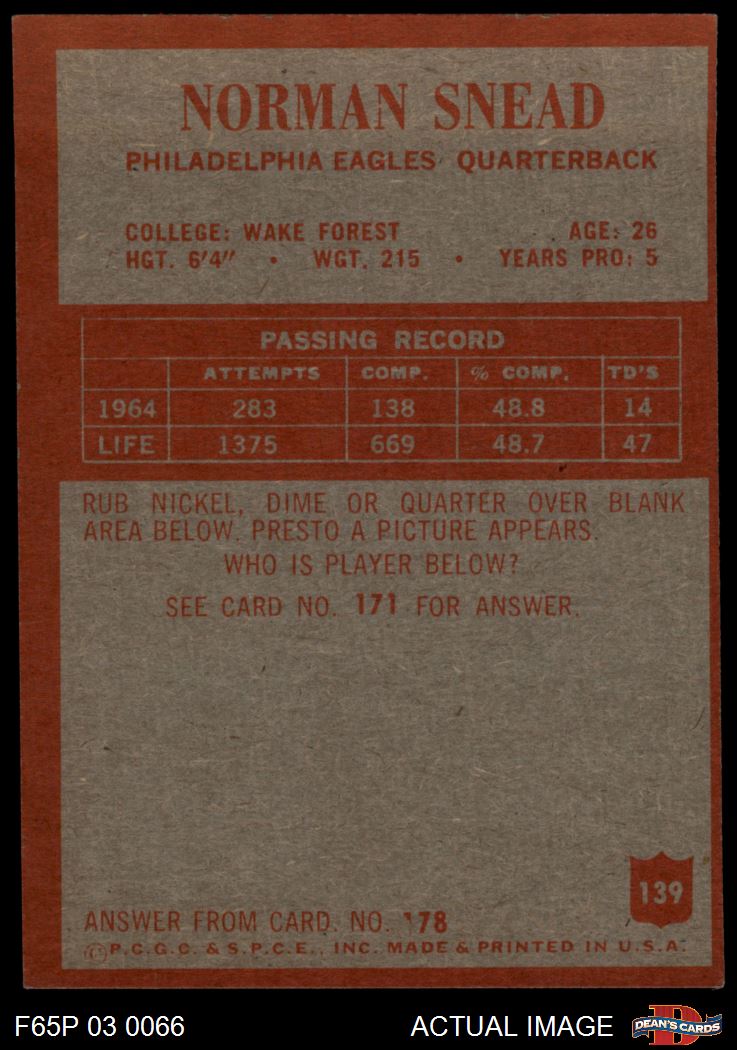 NORMAN SNEAD
PHILADELPHIA EAGLES QUARTERBACK
COLLEGE: WAKE FOREST AGE: 26
HGT. 6'4" • WGT. 215 • YEARS PRO: 5
PASSING RECORD
ATTEMPTS COMP. % COMP. TD'S
1964 283 138 48.8 14
LIFE 1375 669 48.7 47
RUB NICKEL, DIME OR QUARTER OVER BLANK
AREA BELOW. PRESTO A PICTURE APPEARS.
WHO IS PLAYER BELOW?
SEE CARD NO. 171 FOR ANSWER.
139
ANSWER FROM CARD. NO. 178
© P.C.G.C. & S.P.C.E., INC. MADE & PRINTED IN U.S.A.
F65P 03 0066 ACTUAL IMAGE DEAN'S CARDS